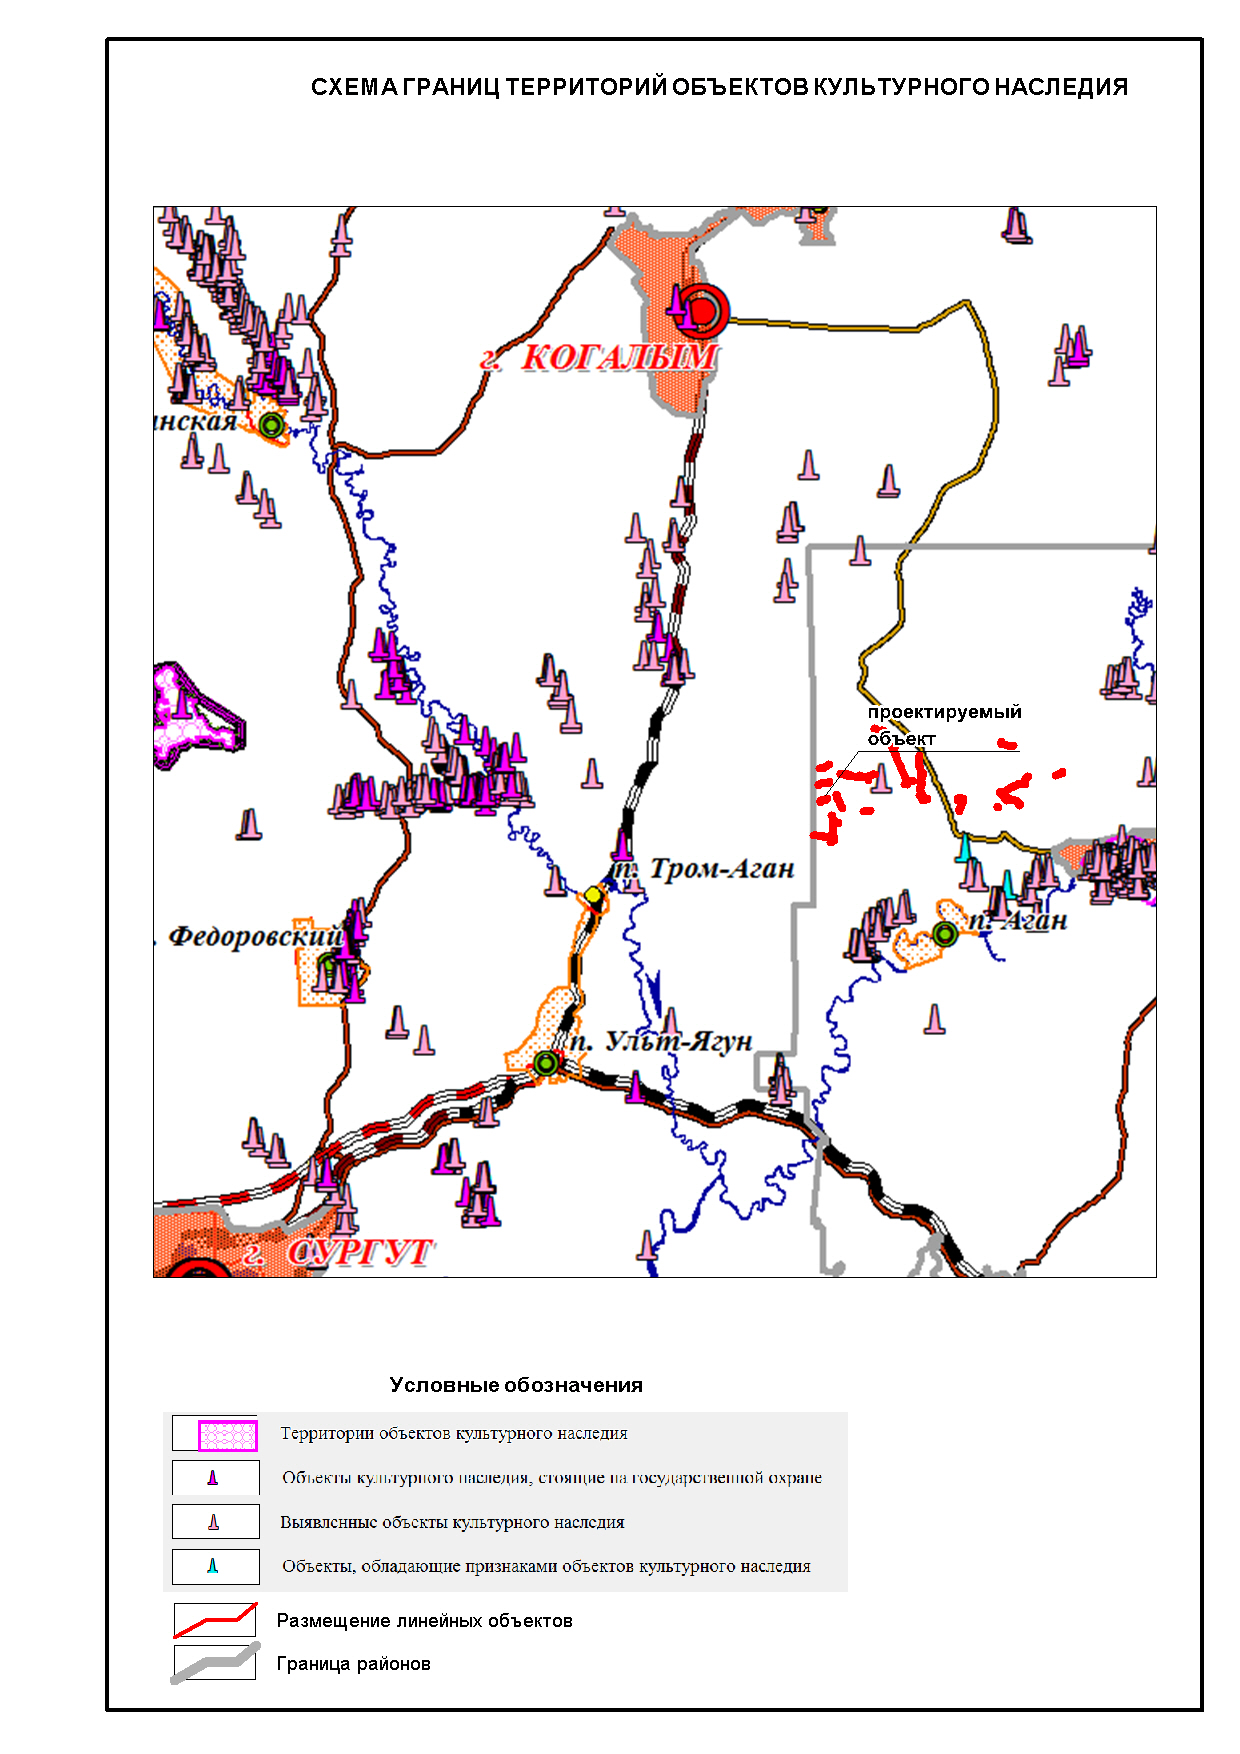 СХЕМА ГРАНИЦ ТЕРРИТОРИЙ ОБЪЕКТОВ КУЛЬТУРНОГО НАСЛЕДИЯ
г. КОГАЛЫМ
инская
проектируемый
объект
п. Тром-Аган
п. Аган
. Федоровский
п. Ульт-Ягун
г. СУРГУТ
Условные обозначения
Территории объектов культурного наследия
Объекты культурного наследия, стоящие на государственной охране
Выявленные объекты культурного наследия
Объекты, обладающие признаками объектов культурного наследия
Размещение линейных объектов
Граница районов